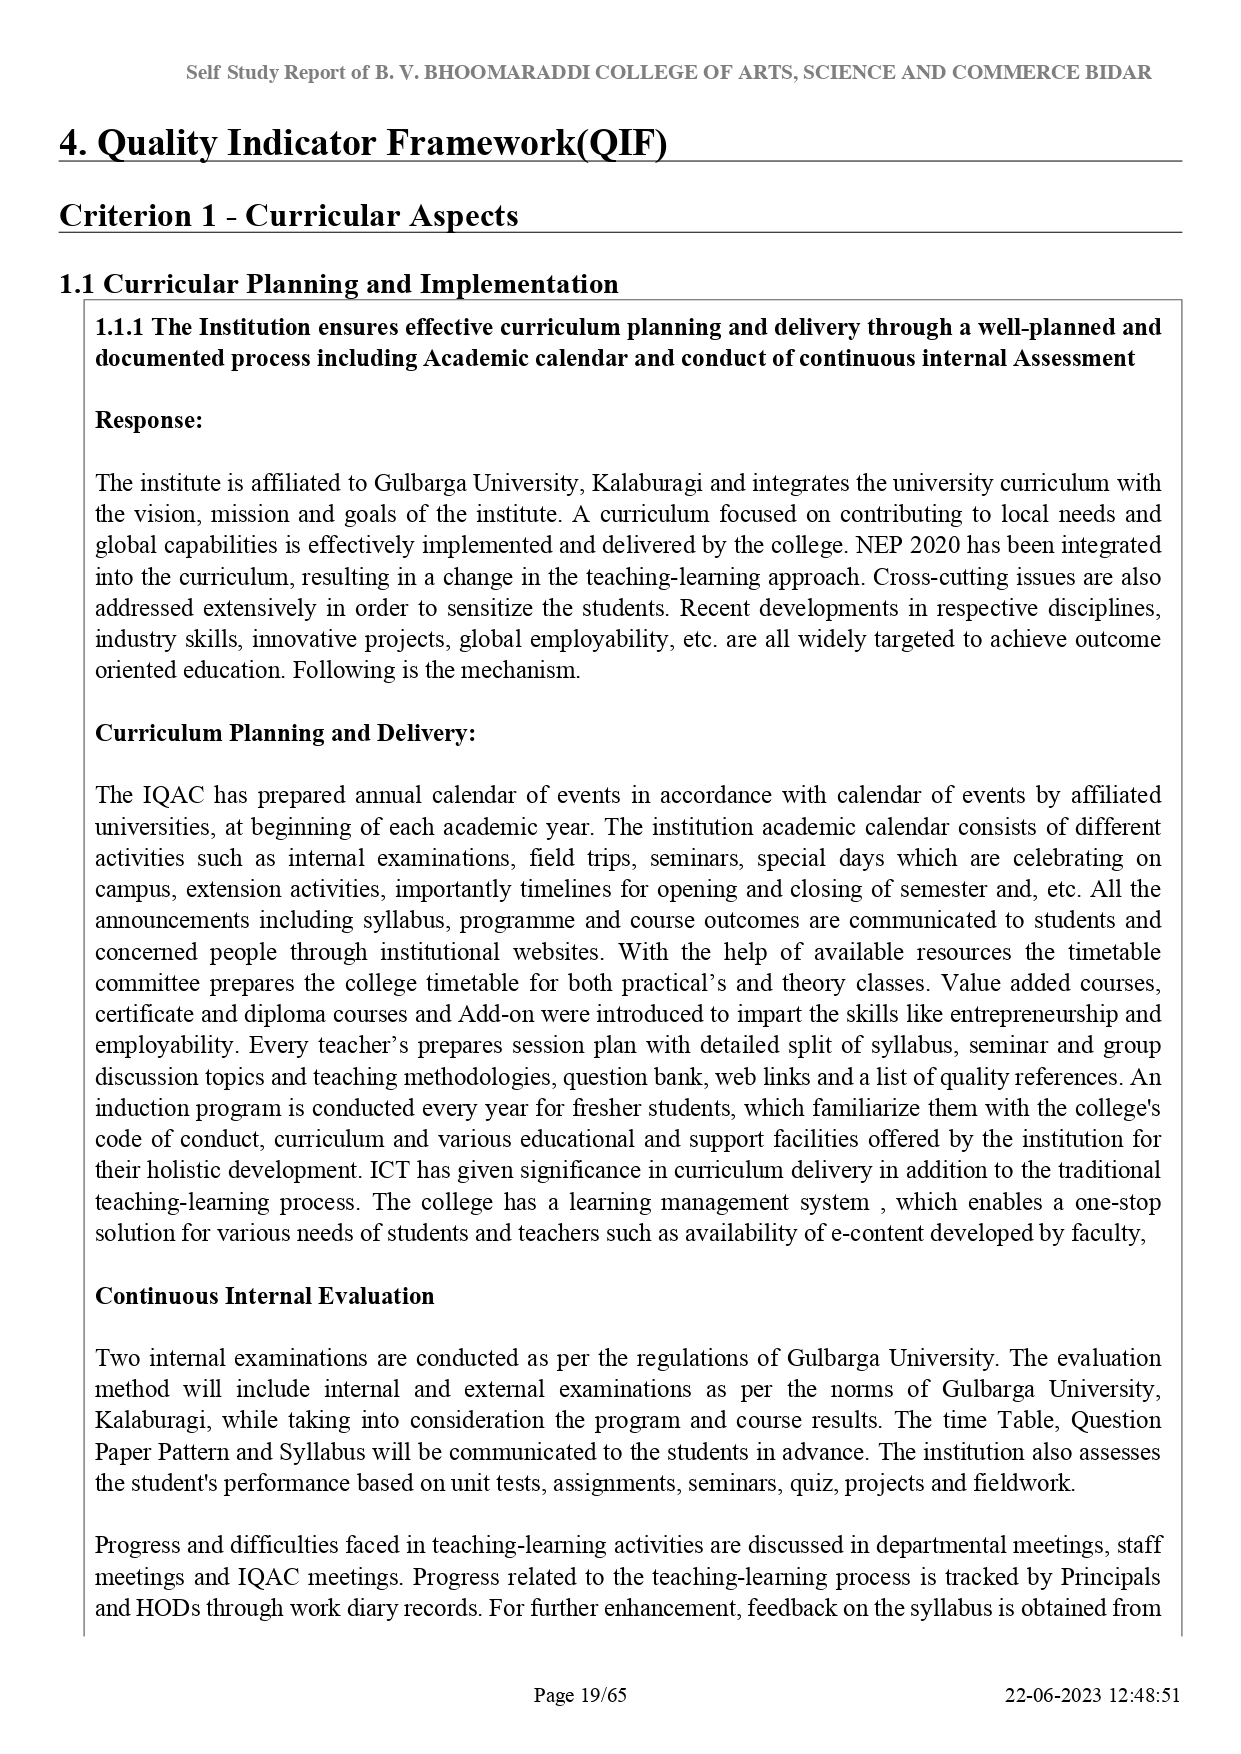 Self Study Report of B. V. BHOOMARADDI COLLEGE OF ARTS, SCIENCE AND COMMERCE BIDAR
4. Quality Indicator Framework(QIF)
Criterion 1 - Curricular Aspects
1.1 Curricular Planning and Implementation
1.1.1 The Institution ensures effective curriculum planning and delivery through a well-planned and
documented process including Academic calendar and conduct of continuous internal Assessment
Response:
The institute is affiliated to Gulbarga University, Kalaburagi and integrates the university curriculum with
the vision, mission and goals of the institute. A curriculum focused on contributing to local needs and
global capabilities is effectively implemented and delivered by the college. NEP 2020 has been integrated
into the curriculum, resulting in a change in the teaching-learning approach. Cross-cutting issues are also
addressed extensively in order to sensitize the students. Recent developments in respective disciplines,
industry skills, innovative projects, global employability, etc. are all widely targeted to achieve outcome
oriented education. Following is the mechanism.
Curriculum Planning and Delivery:
The IQAC has prepared annual calendar of events in accordance with calendar of events by affiliated
universities, at beginning of each academic year. The institution academic calendar consists of different
activities such as internal examinations, field trips, seminars, special days which are celebrating on
campus, extension activities, importantly timelines for opening and closing of semester and, etc. All the
announcements including syllabus, programme and course outcomes are communicated to students and
concerned people through institutional websites. With the help of available resources the timetable
committee prepares the college timetable for both practical’s and theory classes. Value added courses,
certificate and diploma courses and Add-on were introduced to impart the skills like entrepreneurship and
employability. Every teacher’s prepares session plan with detailed split of syllabus, seminar and group
discussion topics and teaching methodologies, question bank, web links and a list of quality references. An
induction program is conducted every year for fresher students, which familiarize them with the college's
code of conduct, curriculum and various educational and support facilities offered by the institution for
their holistic development. ICT has given significance in curriculum delivery in addition to the traditional
teaching-learning process. The college has a learning management system , which enables a one-stop
solution for various needs of students and teachers such as availability of e-content developed by faculty,
Continuous Internal Evaluation
Two internal examinations are conducted as per the regulations of Gulbarga University. The evaluation
method will include internal and external examinations as per the norms of Gulbarga University,
Kalaburagi, while taking into consideration the program and course results. The time Table, Question
Paper Pattern and Syllabus will be communicated to the students in advance. The institution also assesses
the student's performance based on unit tests, assignments, seminars, quiz, projects and fieldwork.
Progress and difficulties faced in teaching-learning activities are discussed in departmental meetings, staff
meetings and IQAC meetings. Progress related to the teaching-learning process is tracked by Principals
and HODs through work diary records. For further enhancement, feedback on the syllabus is obtained from
Page 19/65
22-06-2023 12:48:51